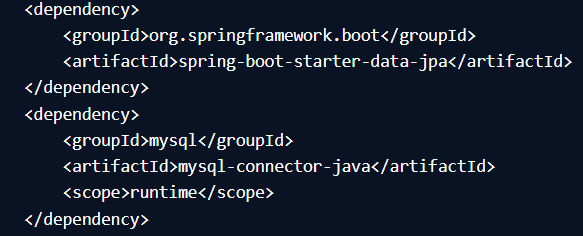 <dependency>
<groupId>org.springframework.boot</groupId>
<artifactId>spring-boot-starter-data-jpa</artifactId>
</dependency>
<dependency>
<groupId>mysql</groupId>
<artifactId>mysql-connector-java</artifactId>
<scope>runtime</scope>
</dependency>